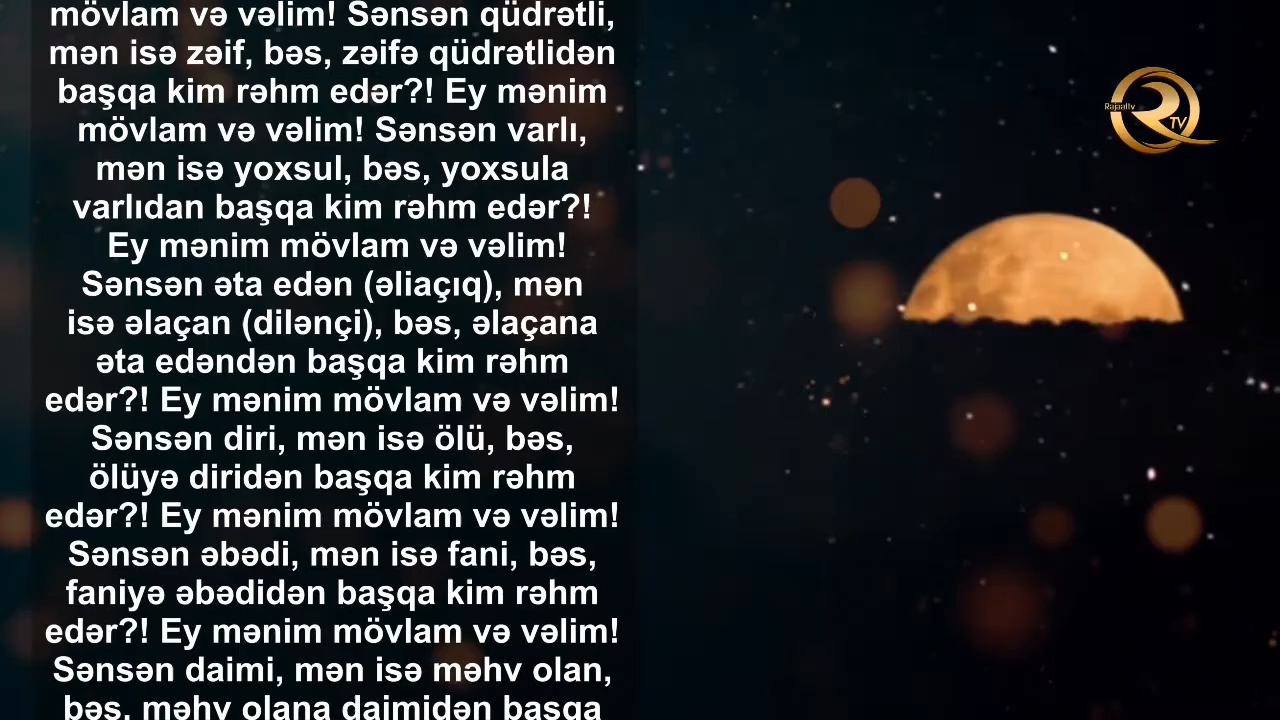 mövlam və vəlim! Sənsən qüdrətli,
mən isə zəif, bəs, zəifə qüdrətlidən
başqa kim rəhm edər?! Ey mənim
mövlam və vəlim! Sənsən varlı,
mən isə yoxsul, bəs, yoxsula
varlıdan başqa kim rəhm edər?!
Ey mənim mövlam və vəlim!
Sənsən əta edən (əliaçıq), mən
isə əlaçan (dilənçi), bəs, əlaçana
əta edəndən başqa kim rəhm
edər?! Ey mənim mövlam və vəlim!
Sənsən diri, mən isə ölü, bəs,
ölüyə diridən başqa kim rəhm
edər?! Ey mənim mövlam və vəlim!
Sənsən əbədi, mən isə fani, bəs,
faniyə əbədidən başqa kim rəhm
edər?! Ey mənim mövlam və vəlim!
Sənsən daimi, mən isə məhv olan,
bəs, məhv olana daimidən başqa
TV